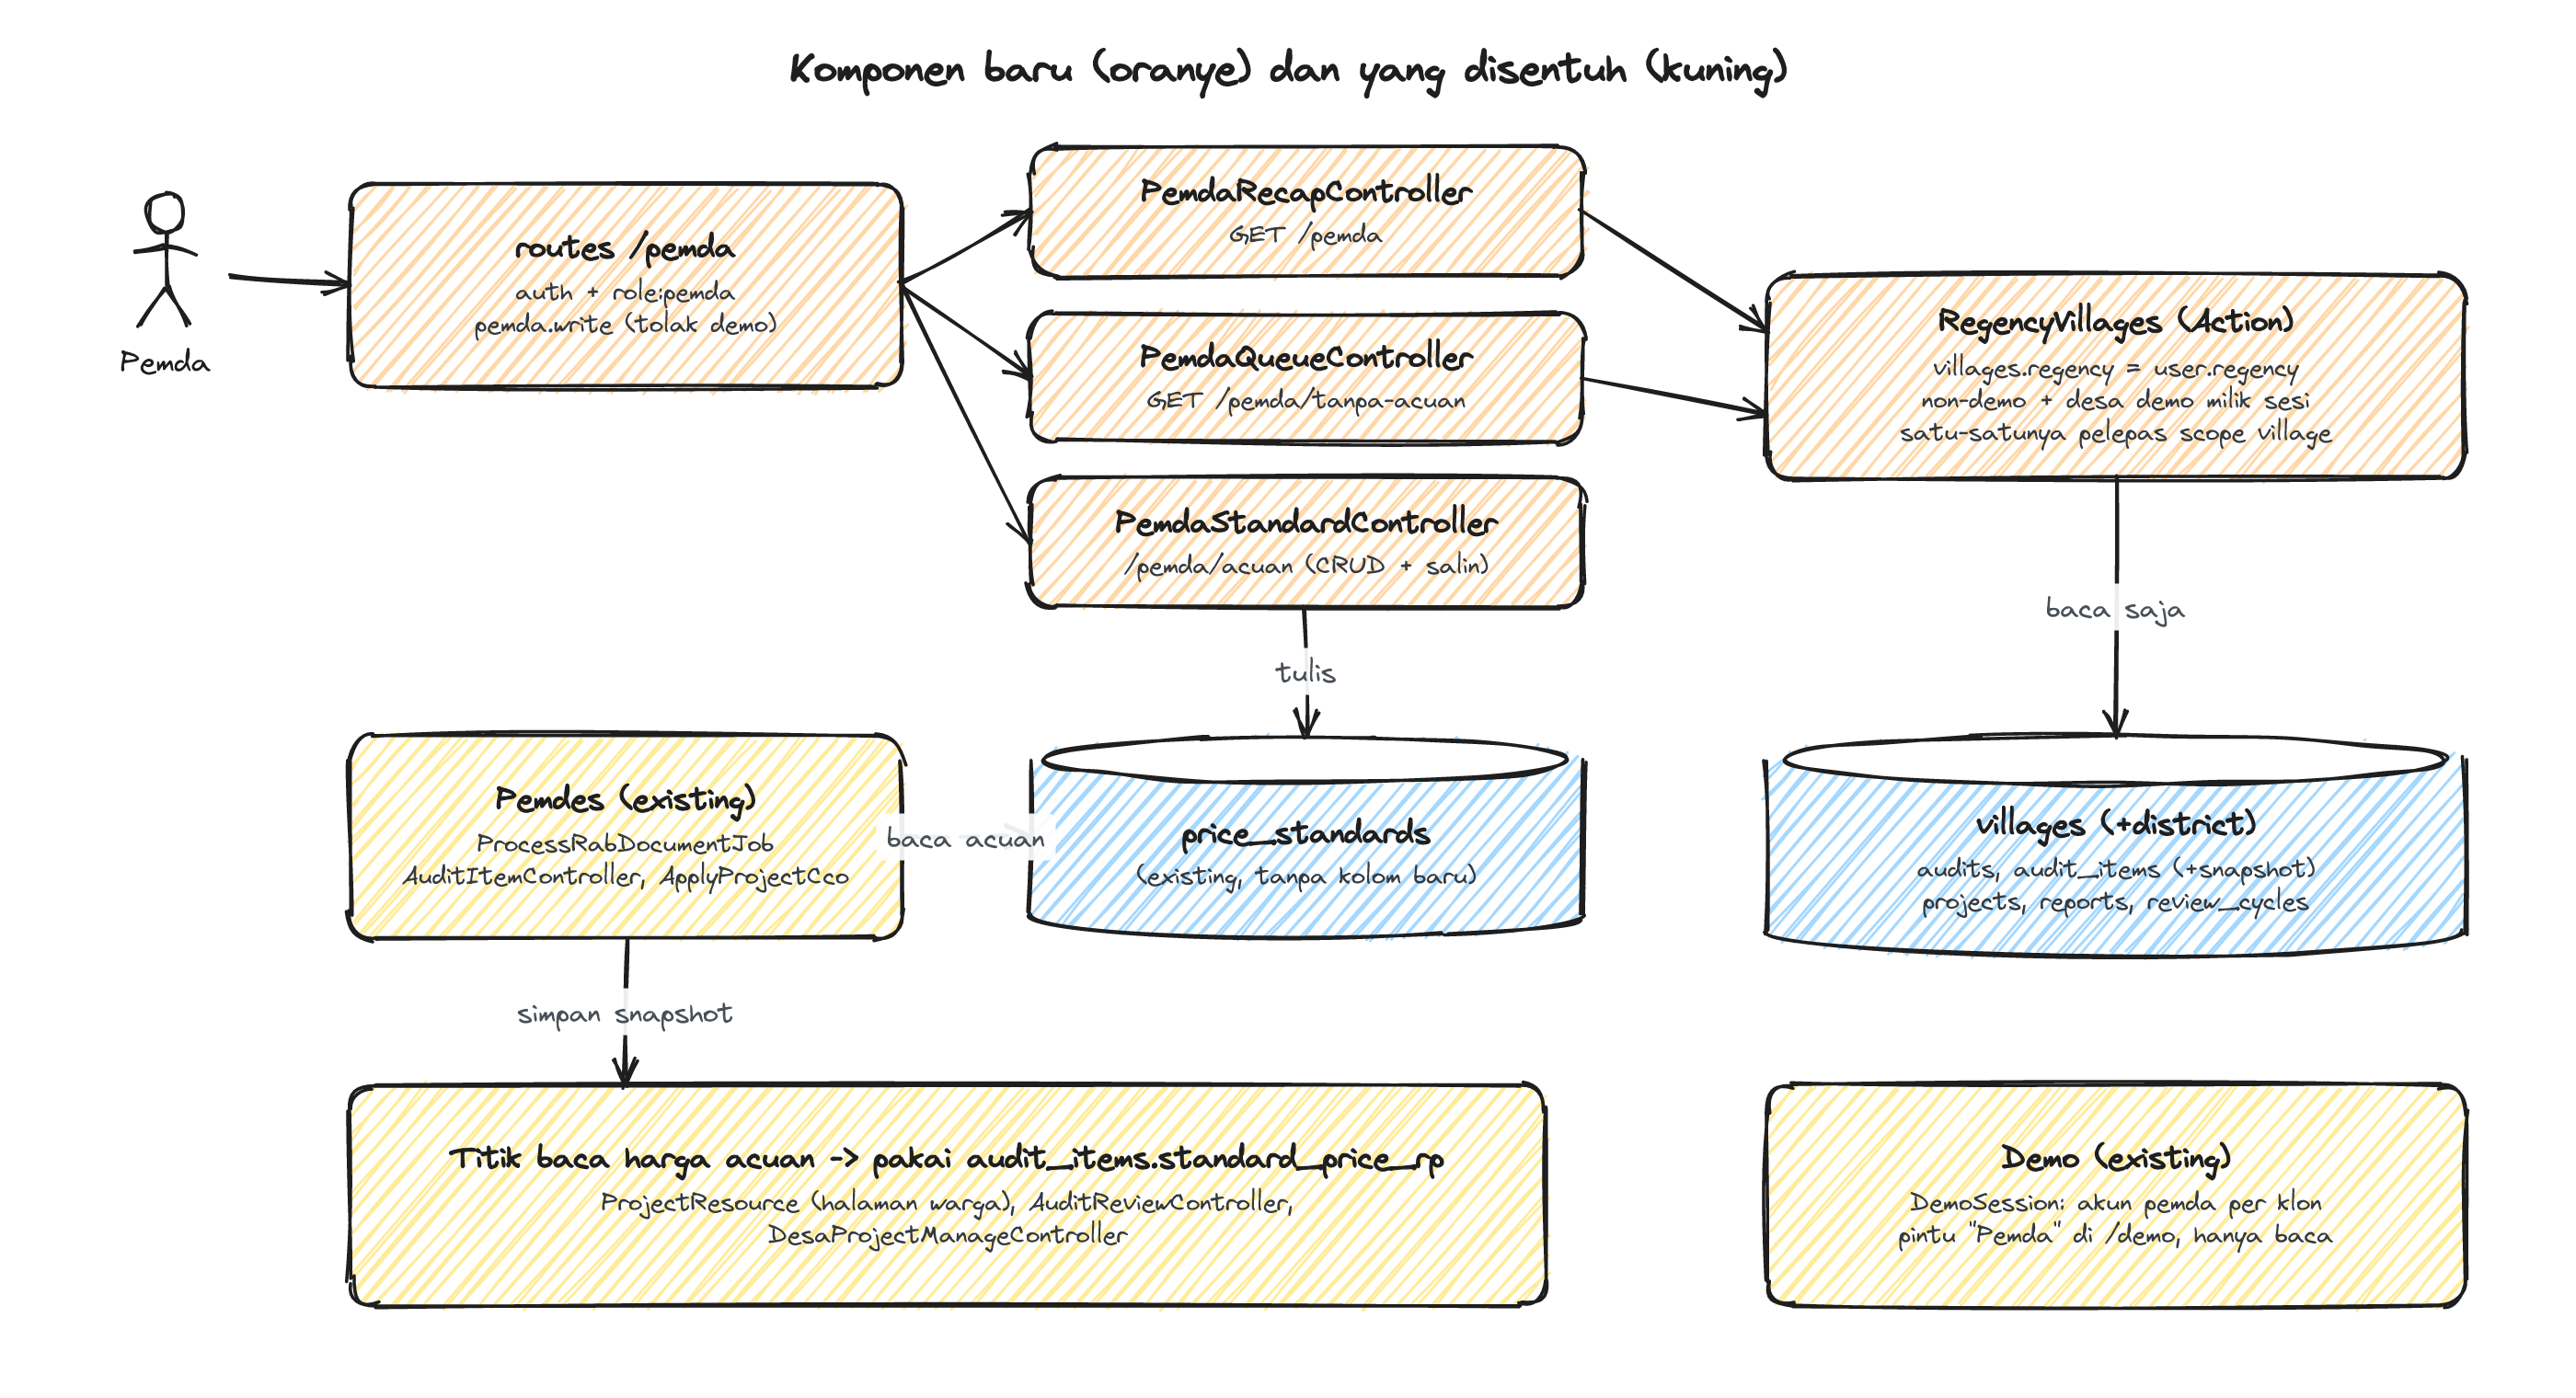 Komponen baru (oranye) dan yang disentuh (kuning)
Pemda
routes /pemda
auth + role:pemda
pemda.write (tolak demo)
PemdaRecapController
GET /pemda
PemdaQueueController
GET /pemda/tanpa-acuan
PemdaStandardController
/pemda/acuan (CRUD + salin)
RegencyVillages (Action)
villages.regency = user.regency
non-demo + desa demo milik sesi
satu-satunya pelepas scope village
tulis
baca saja
Pemdes (existing)
ProcessRabDocumentJob
AuditItemController, ApplyProjectCco
baca acuan
price_standards
(existing, tanpa kolom baru)
villages (+district)
audits, audit_items (+snapshot)
projects, reports, review_cycles
simpan snapshot
Titik baca harga acuan -> pakai audit_items.standard_price_rp
ProjectResource (halaman warga), AuditReviewController,
DesaProjectManageController
Demo (existing)
DemoSession: akun pemda per klon
pintu "Pemda" di /demo, hanya baca